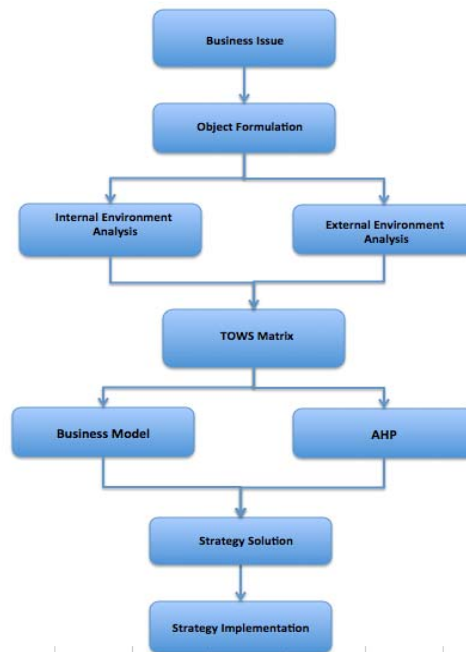 Business Issue
Object Formulation
Internal Environment
Analysis
External Environment
Analysis
TOWS Matrix
Business Model
AHP
Strategy Solution
Strategy Implementation